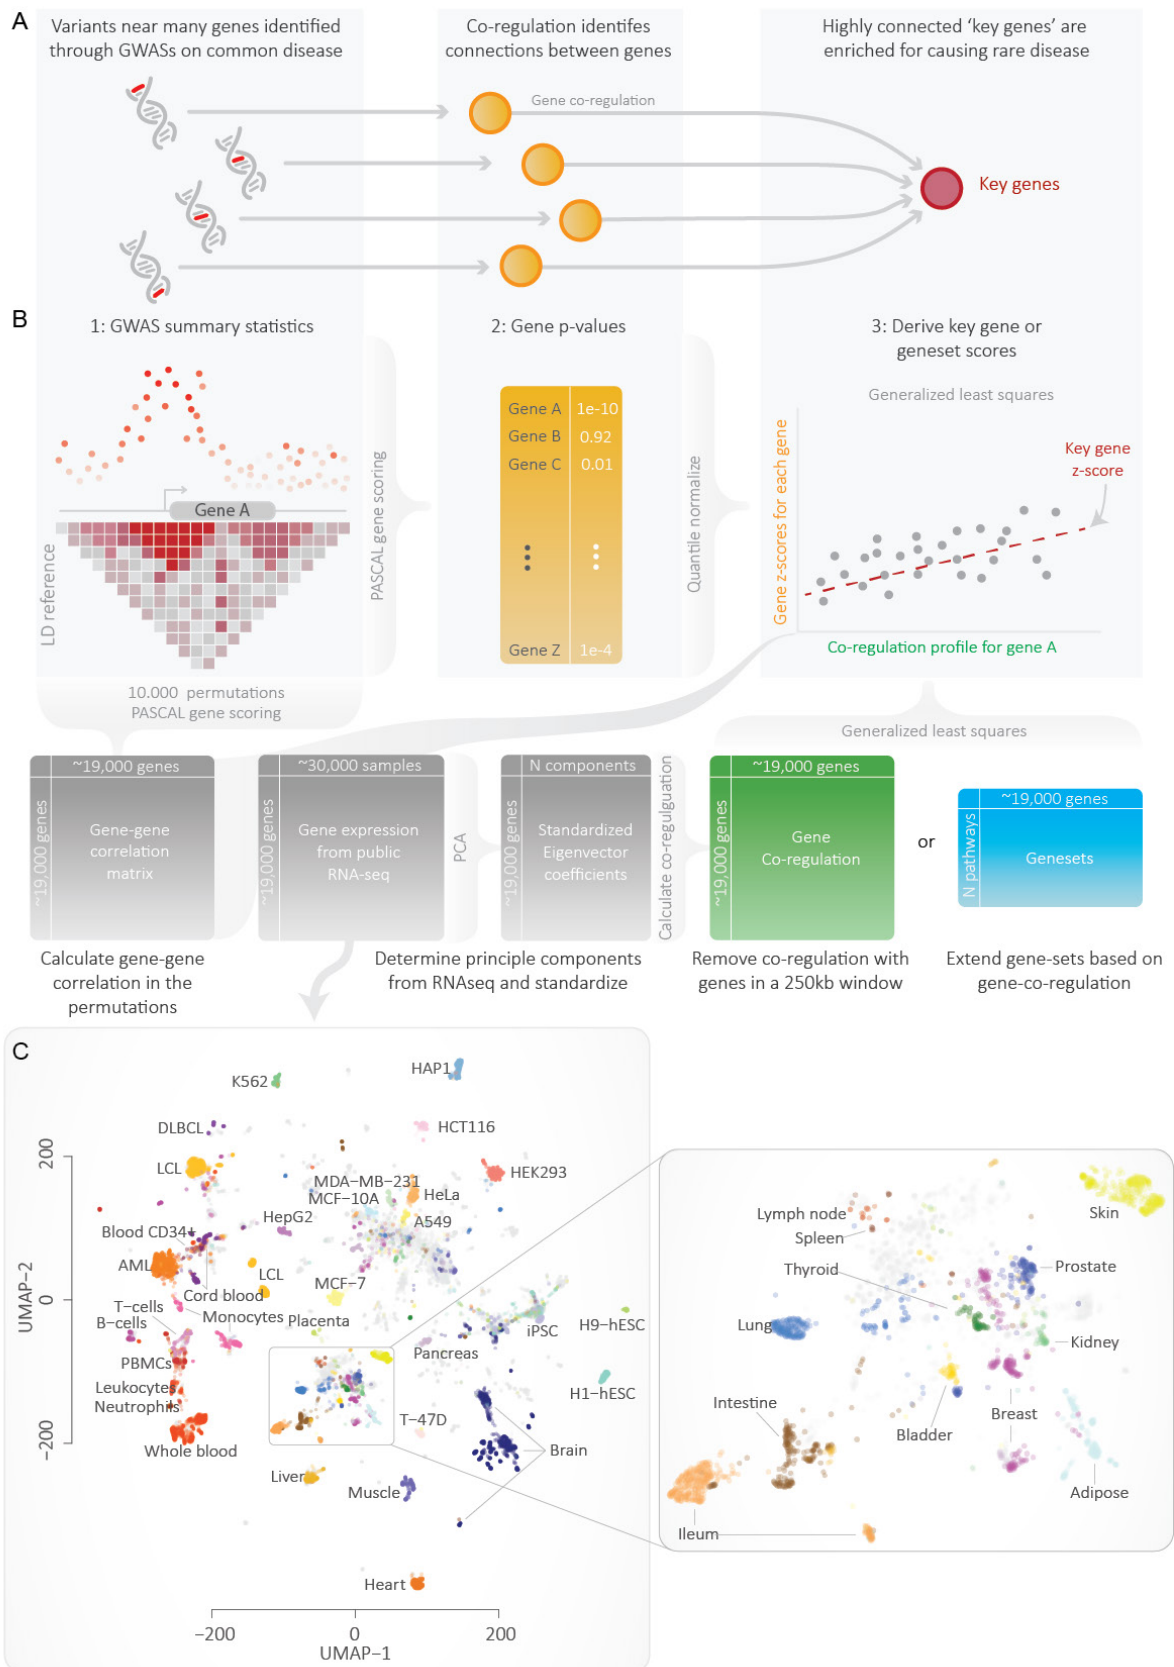 A
Variants near many genes identified
through GWASs on common disease
Co-regulation identifes
connections between genes
Highly connected ‘key genes’ are
enriched for causing rare disease
Gene co-regulation
Key genes
B
1: GWAS summary statistics
2: Gene p-values
3: Derive key gene or
geneset scores
Gene A
LD reference
PASCAL gene scoring
Gene A 1e-10
Gene B 0.92
Gene C 0.01
Gene Z 1e-4
Quantile normalize
Generalized least squares
Gene z-scores for each gene
Key gene
z-score
Co-regulation profile for gene A
10.000 permutations
PASCAL gene scoring
Generalized least squares
~19,000 genes
~19,000 genes
Gene-gene
correlation
matrix
~30,000 samples
~19,000 genes
Gene expression
from public
RNA-seq
PCA
N components
~19,000 genes
Standardized
Eigenvector
coefficients
Calculate co-regulguation
~19,000 genes
~19,000 genes
Gene
Co-regulation
or
~19,000 genes
N pathways
Genesets
Calculate gene-gene
correlation in the
permutations
Determine principle components
from RNAseq and standardize
Remove co-regulation with
genes in a 250kb window
Extend gene-sets based on
gene-co-regulation
C
UMAP−2
200
0
−200
K562
HAP1
DLBCL
HCT116
LCL
HEK293
MDA−MB−231
MCF−10A
HeLa
HepG2
A549
Blood CD34+
AML
LCL
Cord blood
MCF−7
T−cells
B−cells
Monocytes
Placenta
iPSC
H9−hESC
PBMCs
Pancreas
Leukocytes
Neutrophils
H1−hESC
Whole blood
T−47D
Brain
Liver
Muscle
Heart
−200
0
200
UMAP−1
Lymph node
Spleen
Skin
Thyroid
Prostate
Lung
Kidney
Intestine
Bladder
Breast
Adipose
Ileum